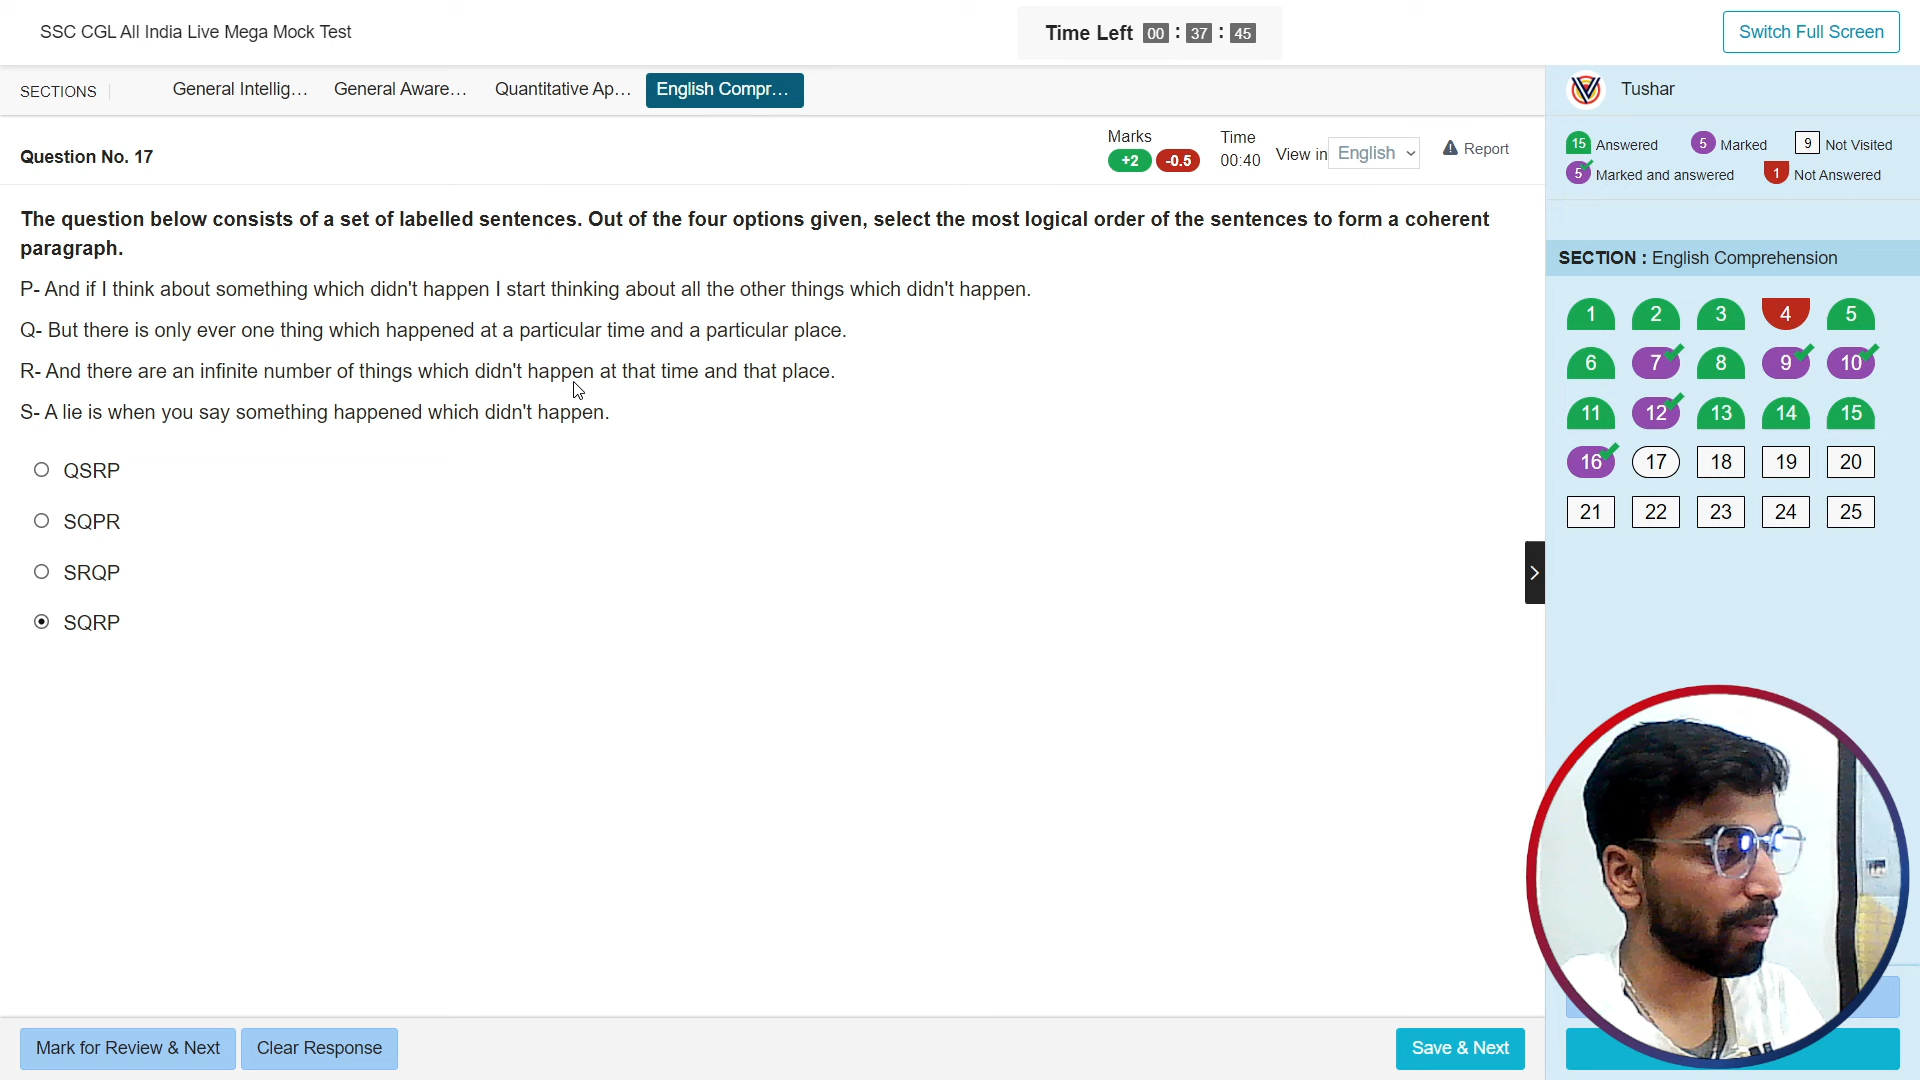 SSC CGL All India Live Mega Mock Test
Time Left 00 : 37 : 45
Switch Full Screen
SECTIONS
General Intellig...
General Aware...
Quantitative Ap...
English Compr...
Tushar
Question No. 17
Marks
+2 -0.5
Time
00:40
View in English
Report
15 Answered
5 Marked
9 Not Visited
5 Marked and answered
1 Not Answered
The question below consists of a set of labelled sentences. Out of the four options given, select the most logical order of the sentences to form a coherent
paragraph.
P- And if I think about something which didn't happen I start thinking about all the other things which didn't happen.
Q- But there is only ever one thing which happened at a particular time and a particular place.
R- And there are an infinite number of things which didn't happen at that time and that place.
S- A lie is when you say something happened which didn't happen.
QSRP
SQPR
SRQP
SQRP
SECTION : English Comprehension
1 2 3 4 5
6 7 8 9 10
11 12 13 14 15
16 17 18 19 20
21 22 23 24 25
Mark for Review & Next
Clear Response
Save & Next